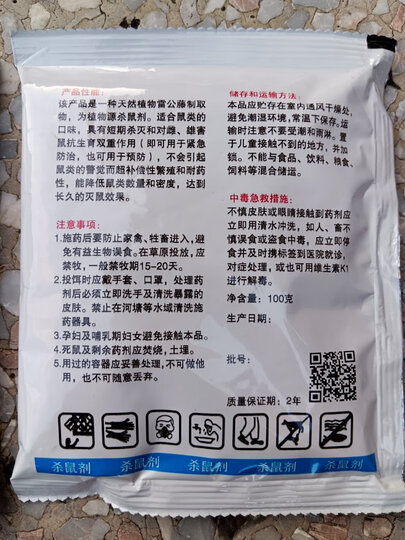 产品性能:
该产品是一种天然植物雷公藤制取
物,为植物源杀鼠剂。适合鼠类的
口味,具有短期杀灭和对雌、雄害
鼠抗生育双重作用(即可用于紧急
防治,也可用于预防),不会引起
鼠类的警觉而超补偿性繁殖和耐药
性,能降低鼠类数量和密度,达到
长久的灭鼠效果。
注意事项:
1.施药后要防止家禽、牲畜进入,避
免有益生物误食。在草原投放,应
禁牧,一般禁牧期15-20天。
2.投饵时应戴手套、口罩,处理药
剂后必须立即洗手及清洗暴露的
皮肤。禁止在河塘等水域清洗施
药器具。
3.孕妇及哺乳期妇女避免接触本品。
4.死鼠及剩余药剂应焚烧,土埋。
5.用过的容器应妥善处理,不可做他
用,也不可随意丢弃。
储存和运输方法:
本品应贮存在室内通风干燥处,
避免潮湿环境,常温下保存。运
输时注意不要受潮和雨淋。置
于儿童接触不到的地方,并加
锁。不能与食品、饮料、粮食、
饲料等混合储运。
中毒急救措施:
不慎皮肤或眼睛接触到药剂应
立即用清水冲洗,如人、畜不
慎误食或盗食中毒,应立即停
食并及时携标签到医院就诊,
对症处理,或也可用维生素K1
进行解毒。
净含量:100克
生产日期:
批号:
质量保证期:2年
杀鼠剂 杀鼠剂 杀鼠剂 杀鼠剂 杀鼠剂